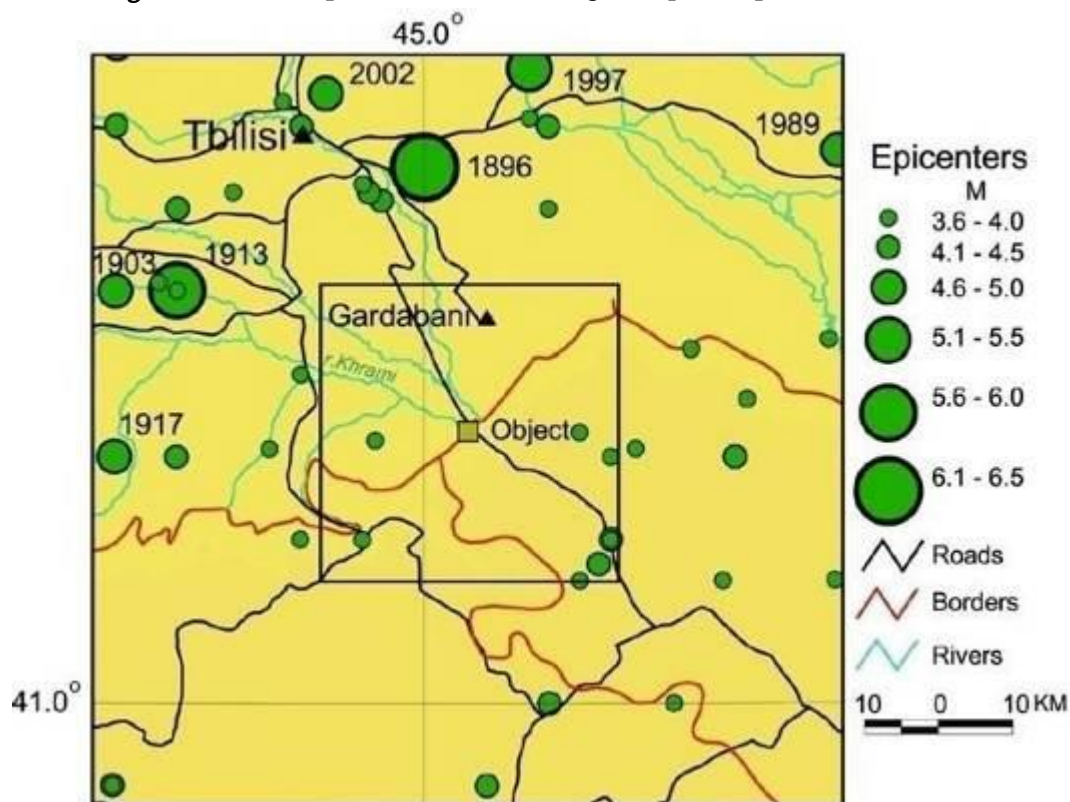 45.0°
2002
1997
Tbilisi
1989
1896
1903
1913
Gardabani
r.Khrami
1917
Object
41.0°
Epicenters
M
3.6 - 4.0
4.1 - 4.5
4.6 - 5.0
5.1 - 5.5
5.6 - 6.0
6.1 - 6.5
Roads
Borders
Rivers
10 0 10 KM